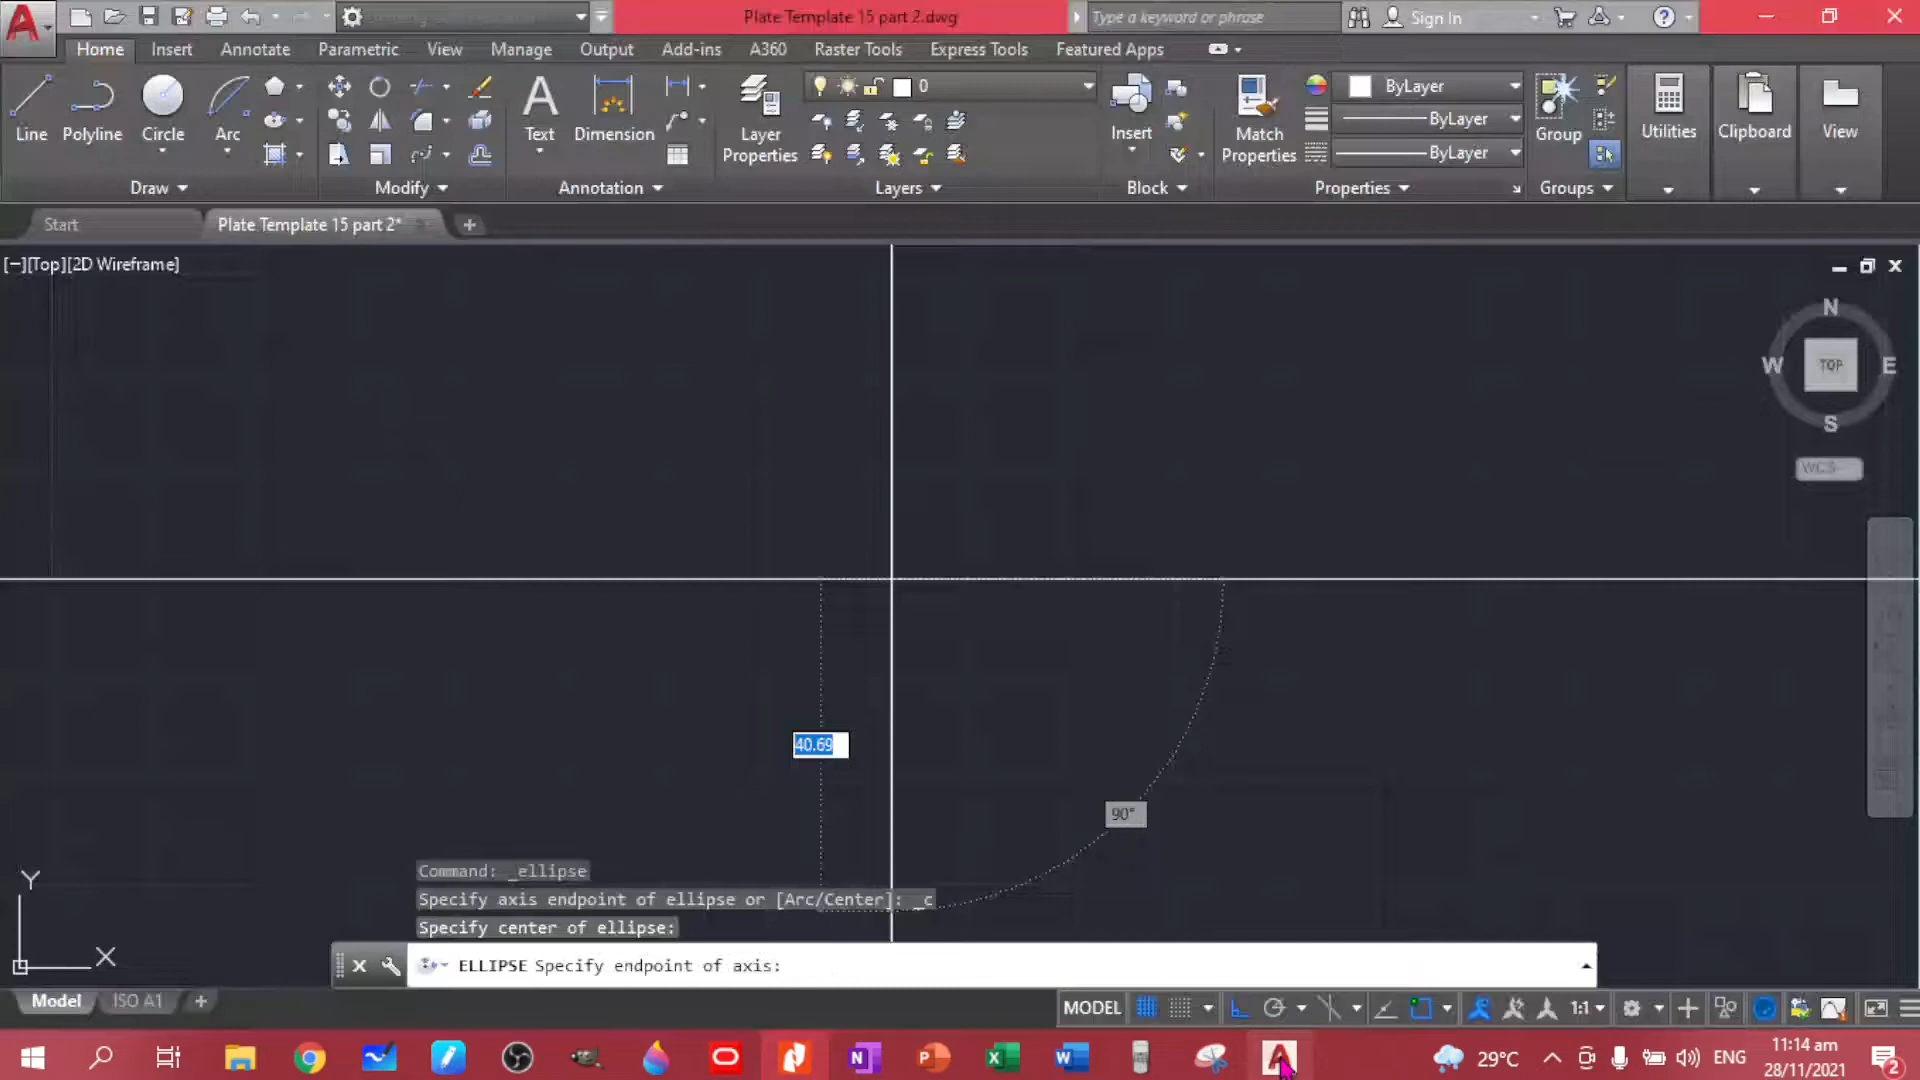 Plate Template 15 part 2.dwg
Type a keyword or phrase
Sign In
Home Insert Annotate Parametric View Manage Output Add-ins A360 Raster Tools Express Tools Featured Apps
Line Polyline Circle Arc
Text Dimension
Layer Properties
0
Insert
Match Properties
ByLayer
ByLayer
ByLayer
Group
Utilities
Clipboard
View
Draw Modify Annotation Layers Block Properties Groups
Start
Plate Template 15 part 2*
[−][Top][2D Wireframe]
N
W TOP E
S
WCS
40.69
90°
Command: _ellipse
Specify axis endpoint of ellipse or [Arc/Center]: _c
Specify center of ellipse:
ELLIPSE Specify endpoint of axis:
Y
X
Model ISO A1
MODEL 1:1
29°C ENG 11:14 am
28/11/2021
2